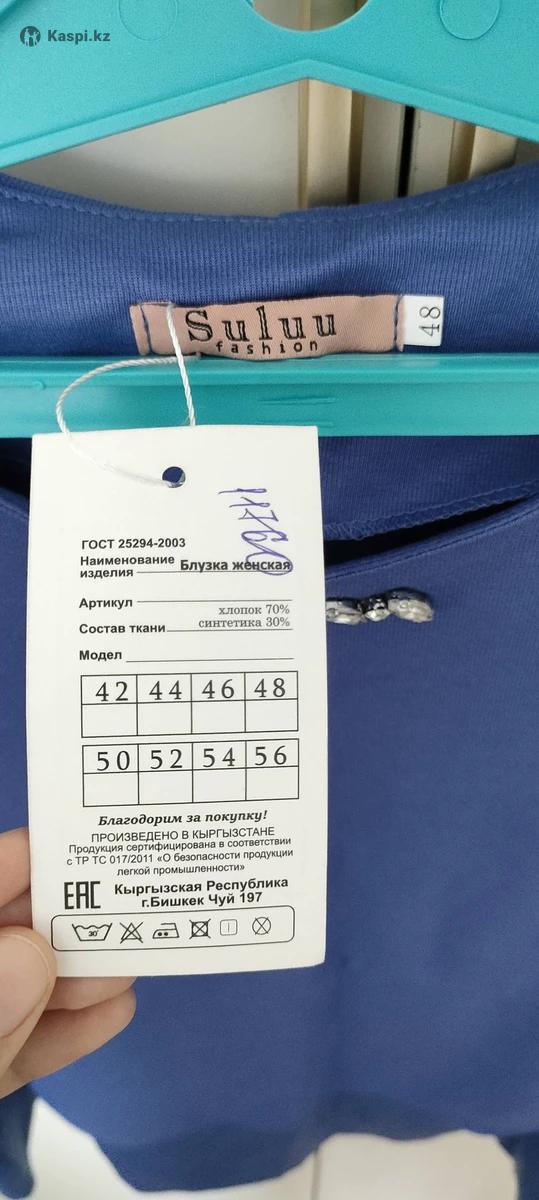 Kaspi.kz
Suluu
fashion
48
11760
ГОСТ 25294-2003
Наименование
изделия Блузка женская
Артикул
хлопок 70%
Состав ткани синтетика 30%
Модел
42 44 46 48
50 52 54 56
Благодорим за покупку!
ПРОИЗВЕДЕНО В КЫРГЫЗСТАНЕ
Продукция сертифицирована в соответствии
с ТР ТС 017/2011 «О безопасности продукции
легкой промышленности»
EAC Кыргызская Республика
г.Бишкек Чуй 197
30°